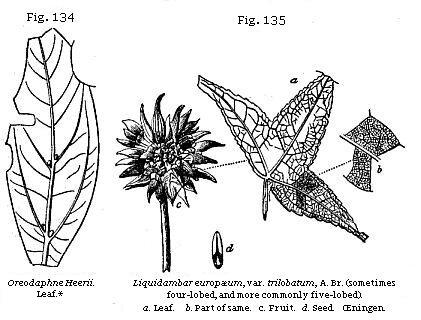 Fig. 134
Fig. 135
a
b
c
d
Oreodaphne Heerii.
Leaf.*
Liquidambar europæum, var. trilobatum, A. Br. (sometimes
four-lobed, and more commonly five-lobed)
a. Leaf. b. Part of same. c. Fruit. d. Seed. Œningen.